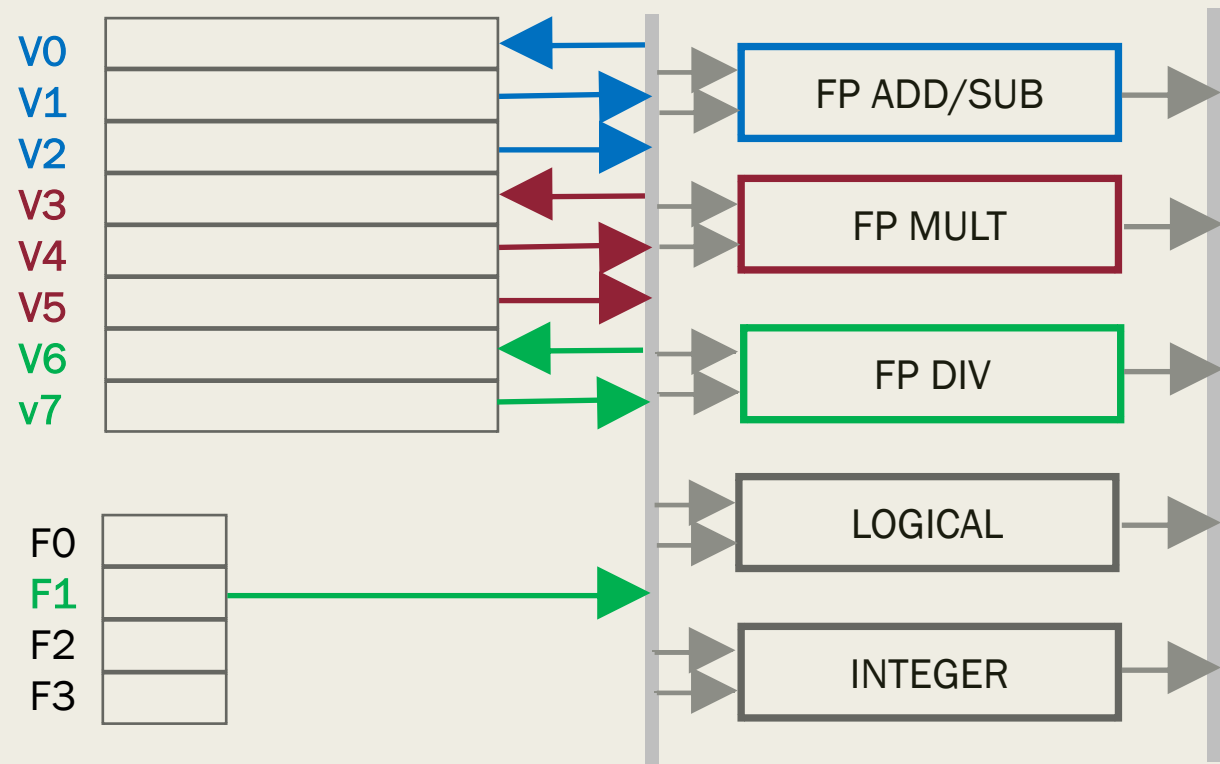 V0
V1
V2
V3
V4
V5
V6
v7
F0
F1
F2
F3
FP ADD/SUB
FP MULT
FP DIV
LOGICAL
INTEGER